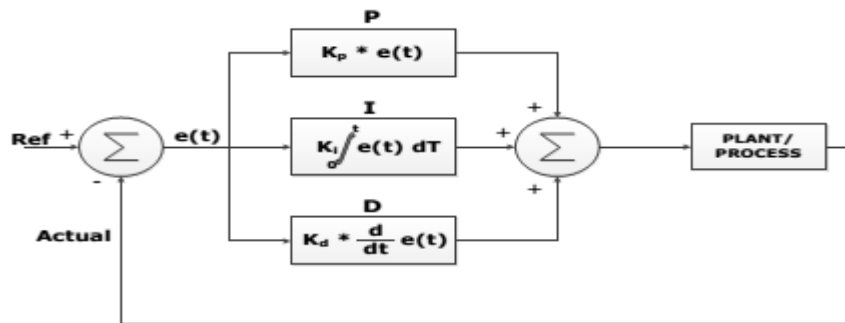 P
Kp * e(t)
I
Ref + Σ e(t)
Ki ∫0t e(t) dT
+ + Σ +
PLANT/
PROCESS
-
D
Actual
Kd * d/dt e(t)